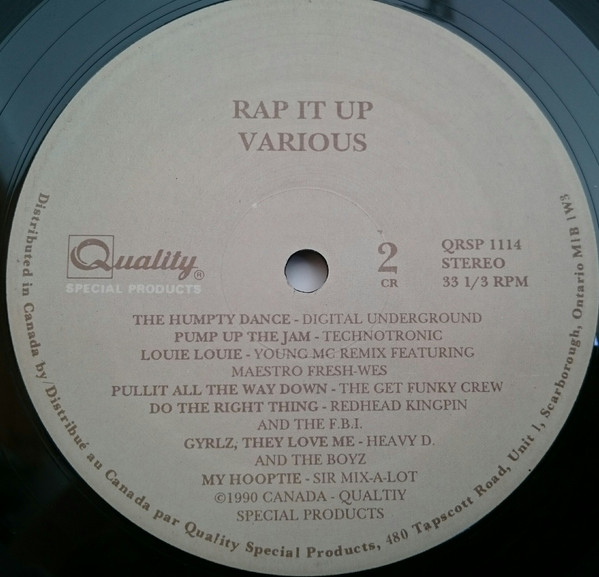 RAP IT UP
VARIOUS
Quality®
SPECIAL PRODUCTS
2
CR
QRSP 1114
STEREO
33 1/3 RPM
THE HUMPTY DANCE - DIGITAL UNDERGROUND
PUMP UP THE JAM - TECHNOTRONIC
LOUIE LOUIE - YOUNG MC REMIX FEATURING
MAESTRO FRESH-WES
PULLIT ALL THE WAY DOWN - THE GET FUNKY CREW
DO THE RIGHT THING - REDHEAD KINGPIN
AND THE F.B.I.
GYRLZ, THEY LOVE ME - HEAVY D.
AND THE BOYZ
MY HOOPTIE - SIR MIX-A-LOT
©1990 CANADA - QUALTIY
SPECIAL PRODUCTS
Distributed in Canada by/Distribué au Canada par Quality Special Products, 480 Tapscott Road, Unit 1, Scarborough, Ontario M1B 1W3